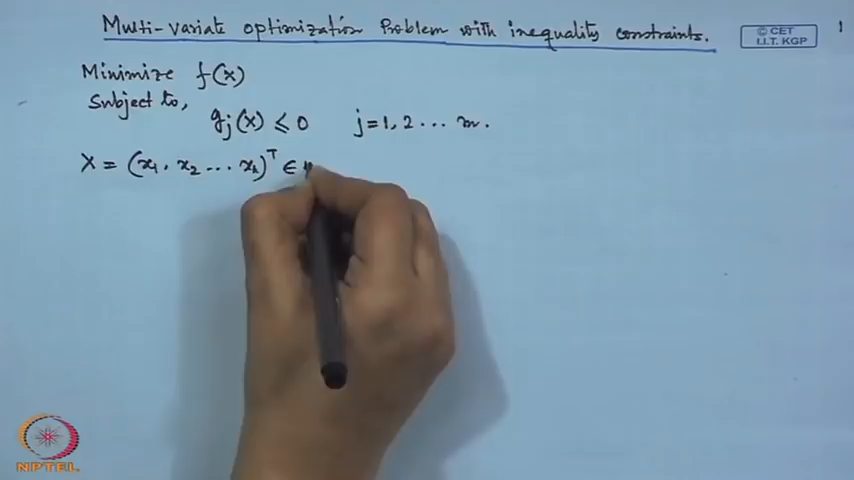 Multi-variate optimization Problem with inequality constraints.
© CET
I.I.T. KGP
1
Minimize f(x)
Subject to,
gj(x) ≤ 0 j=1, 2 ... m.
X = (x1, x2 ... xn)^T ∈
NPTEL